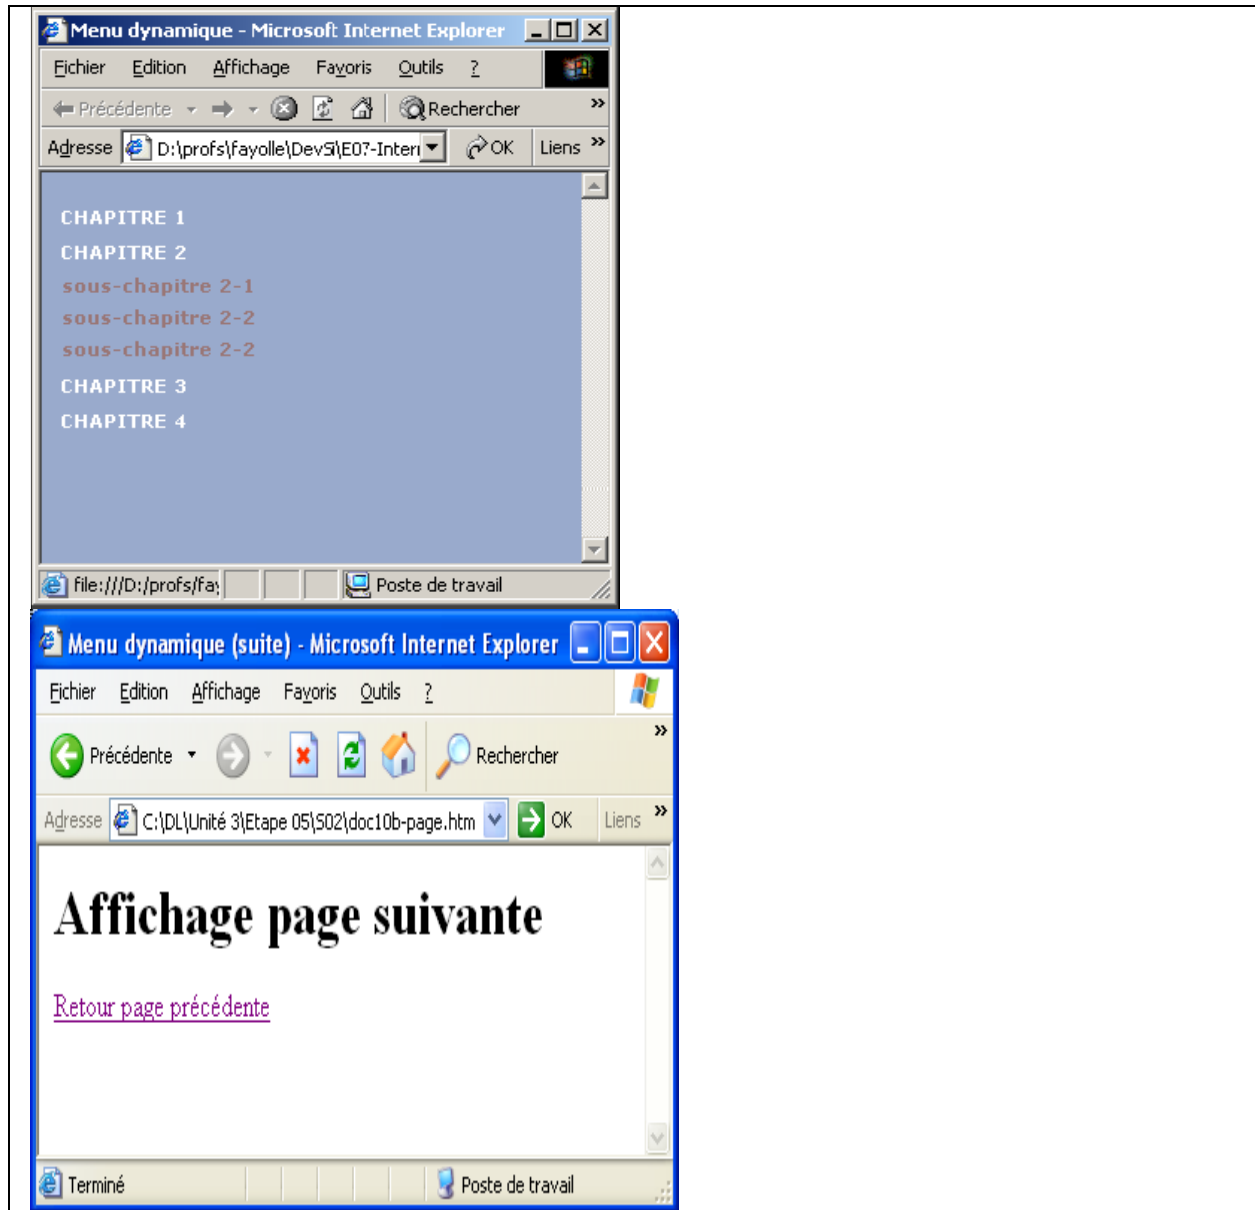 Menu dynamique - Microsoft Internet Explorer
Fichier Edition Affichage Favoris Outils ?
Précédente Rechercher »
Adresse D:\profs\fayolle\DevSi\E07-Intern OK Liens »
CHAPITRE 1
CHAPITRE 2
sous-chapitre 2-1
sous-chapitre 2-2
sous-chapitre 2-2
CHAPITRE 3
CHAPITRE 4
file:///D:/profs/fay Poste de travail
Menu dynamique (suite) - Microsoft Internet Explorer
Fichier Edition Affichage Favoris Outils ?
Précédente Rechercher »
Adresse C:\DL\Unité 3\Etape 05\S02\doc10b-page.htm OK Liens »
Affichage page suivante
Retour page précédente
Terminé Poste de travail